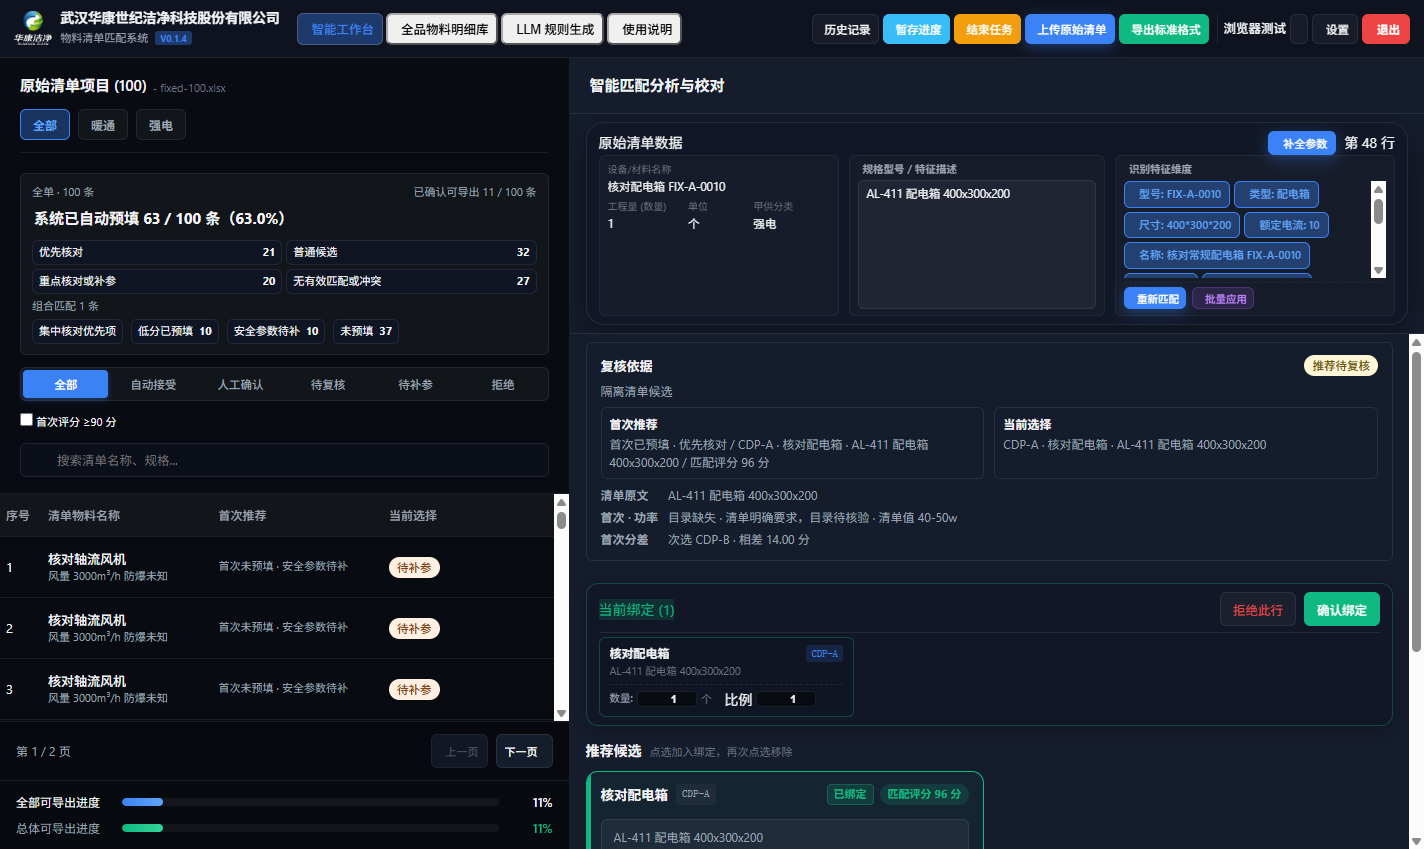 华康洁净
武汉华康世纪洁净科技股份有限公司
物料清单匹配系统 V0.1.4
智能工作台
全品物料明细库
LLM 规则生成
使用说明
历史记录
暂存进度
结束任务
上传原始清单
导出标准格式
浏览器测试
设置
退出
原始清单项目 (100) - fixed-100.xlsx
全部
暖通
强电
全单 · 100 条
已确认可导出 11 / 100 条
系统已自动预填 63 / 100 条（63.0%）
优先核对 21
普通候选 32
重点核对或补参 20
无有效匹配或冲突 27
组合匹配 1 条
集中核对优先项
低分已预填 10
安全参数待补 10
未预填 37
全部
自动接受
人工确认
待复核
待补参
拒绝
首次评分 ≥90 分
搜索清单名称、规格...
序号 清单物料名称 首次推荐 当前选择
1 核对轴流风机 首次未预填 · 安全参数待补 待补参
风量 3000m³/h 防爆未知
2 核对轴流风机 首次未预填 · 安全参数待补 待补参
风量 3000m³/h 防爆未知
3 核对轴流风机 首次未预填 · 安全参数待补 待补参
风量 3000m³/h 防爆未知
第 1 / 2 页
上一页
下一页
全部可导出进度 11%
总体可导出进度 11%
智能匹配分析与校对
原始清单数据
补全参数
第 48 行
设备/材料名称
核对配电箱 FIX-A-0010
工程量 (数量) 单位 甲供分类
1 个 强电
规格型号 / 特征描述
AL-411 配电箱 400x300x200
识别特征维度
型号: FIX-A-0010
类型: 配电箱
尺寸: 400*300*200
额定电流: 10
名称: 核对常规配电箱 FIX-A-0010
重新匹配
批量应用
复核依据
推荐待复核
隔离清单候选
首次推荐
首次已预填 · 优先核对 / CDP-A · 核对配电箱 · AL-411 配电箱
400x300x200 / 匹配评分 96 分
当前选择
CDP-A · 核对配电箱 · AL-411 配电箱 400x300x200
清单原文 AL-411 配电箱 400x300x200
首次 · 功率 目录缺失 · 清单明确要求，目录待核验 · 清单值 40-50w
首次分差 次选 CDP-B · 相差 14.00 分
当前绑定 (1)
拒绝此行
确认绑定
核对配电箱 CDP-A
AL-411 配电箱 400x300x200
数量: 1 个 比例 1
推荐候选 点选加入绑定，再次点选移除
核对配电箱 CDP-A 已绑定 匹配评分 96 分
AL-411 配电箱 400x300x200